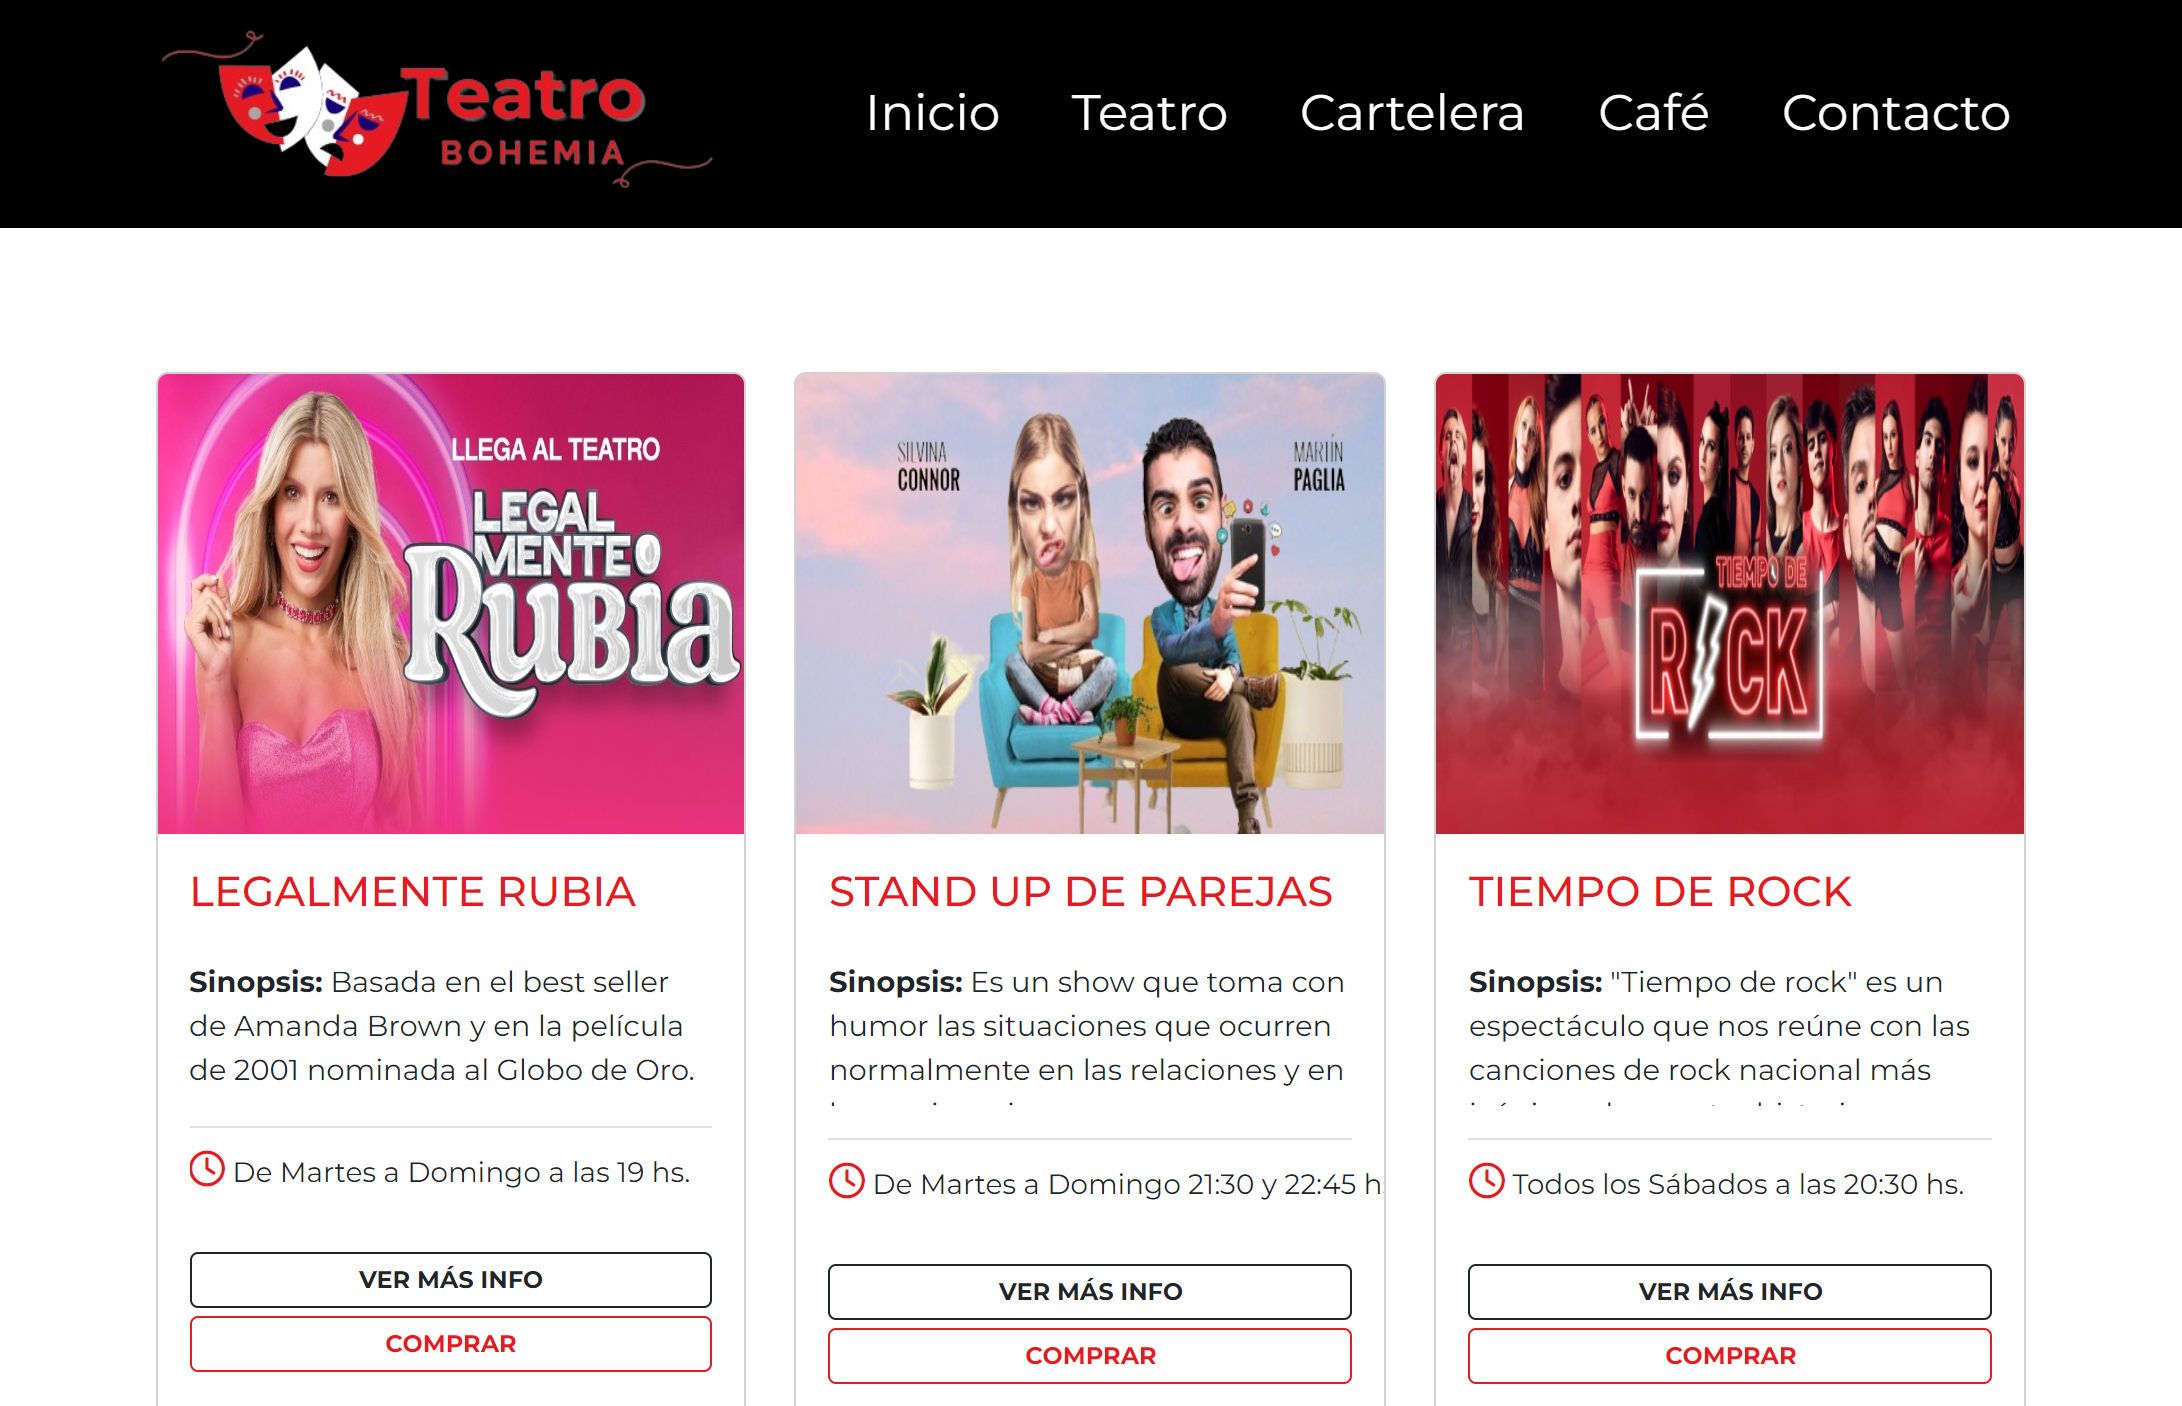 Teatro
BOHEMIA
Inicio
Teatro
Cartelera
Café
Contacto
LLEGA AL TEATRO
LEGAL
MENTE
RUBIA
SILVINA
CONNOR
MARTÍN
PAGLIA
TIEMPO DE
ROCK
LEGALMENTE RUBIA
Sinopsis: Basada en el best seller
de Amanda Brown y en la película
de 2001 nominada al Globo de Oro.
De Martes a Domingo a las 19 hs.
VER MÁS INFO
COMPRAR
STAND UP DE PAREJAS
Sinopsis: Es un show que toma con
humor las situaciones que ocurren
normalmente en las relaciones y en
De Martes a Domingo 21:30 y 22:45 h
VER MÁS INFO
COMPRAR
TIEMPO DE ROCK
Sinopsis: "Tiempo de rock" es un
espectáculo que nos reúne con las
canciones de rock nacional más
Todos los Sábados a las 20:30 hs.
VER MÁS INFO
COMPRAR